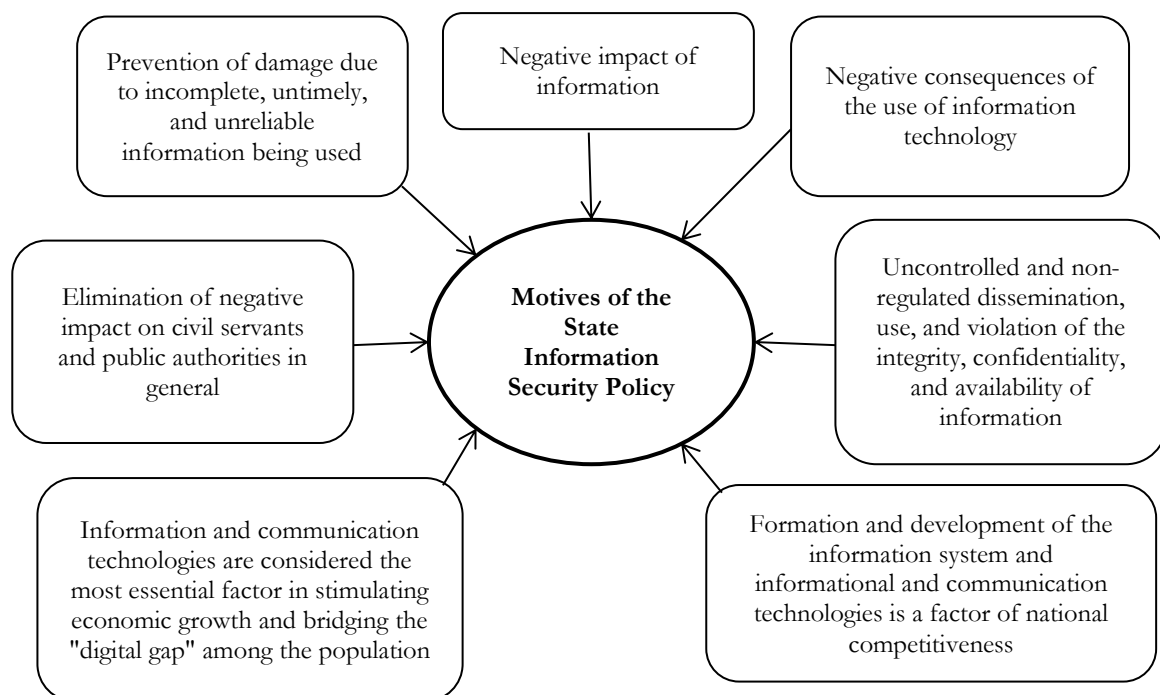 Prevention of damage due
to incomplete, untimely,
and unreliable
information being used
Negative impact of
information
Negative consequences of
the use of information
technology
Elimination of negative
impact on civil servants
and public authorities in
general
Motives of the
State
Information
Security Policy
Uncontrolled and non-
regulated dissemination,
use, and violation of the
integrity, confidentiality,
and availability of
information
Information and communication
technologies are considered the
most essential factor in stimulating
economic growth and bridging the
"digital gap" among the population
Formation and development of the
information system and
informational and communication
technologies is a factor of national
competitiveness